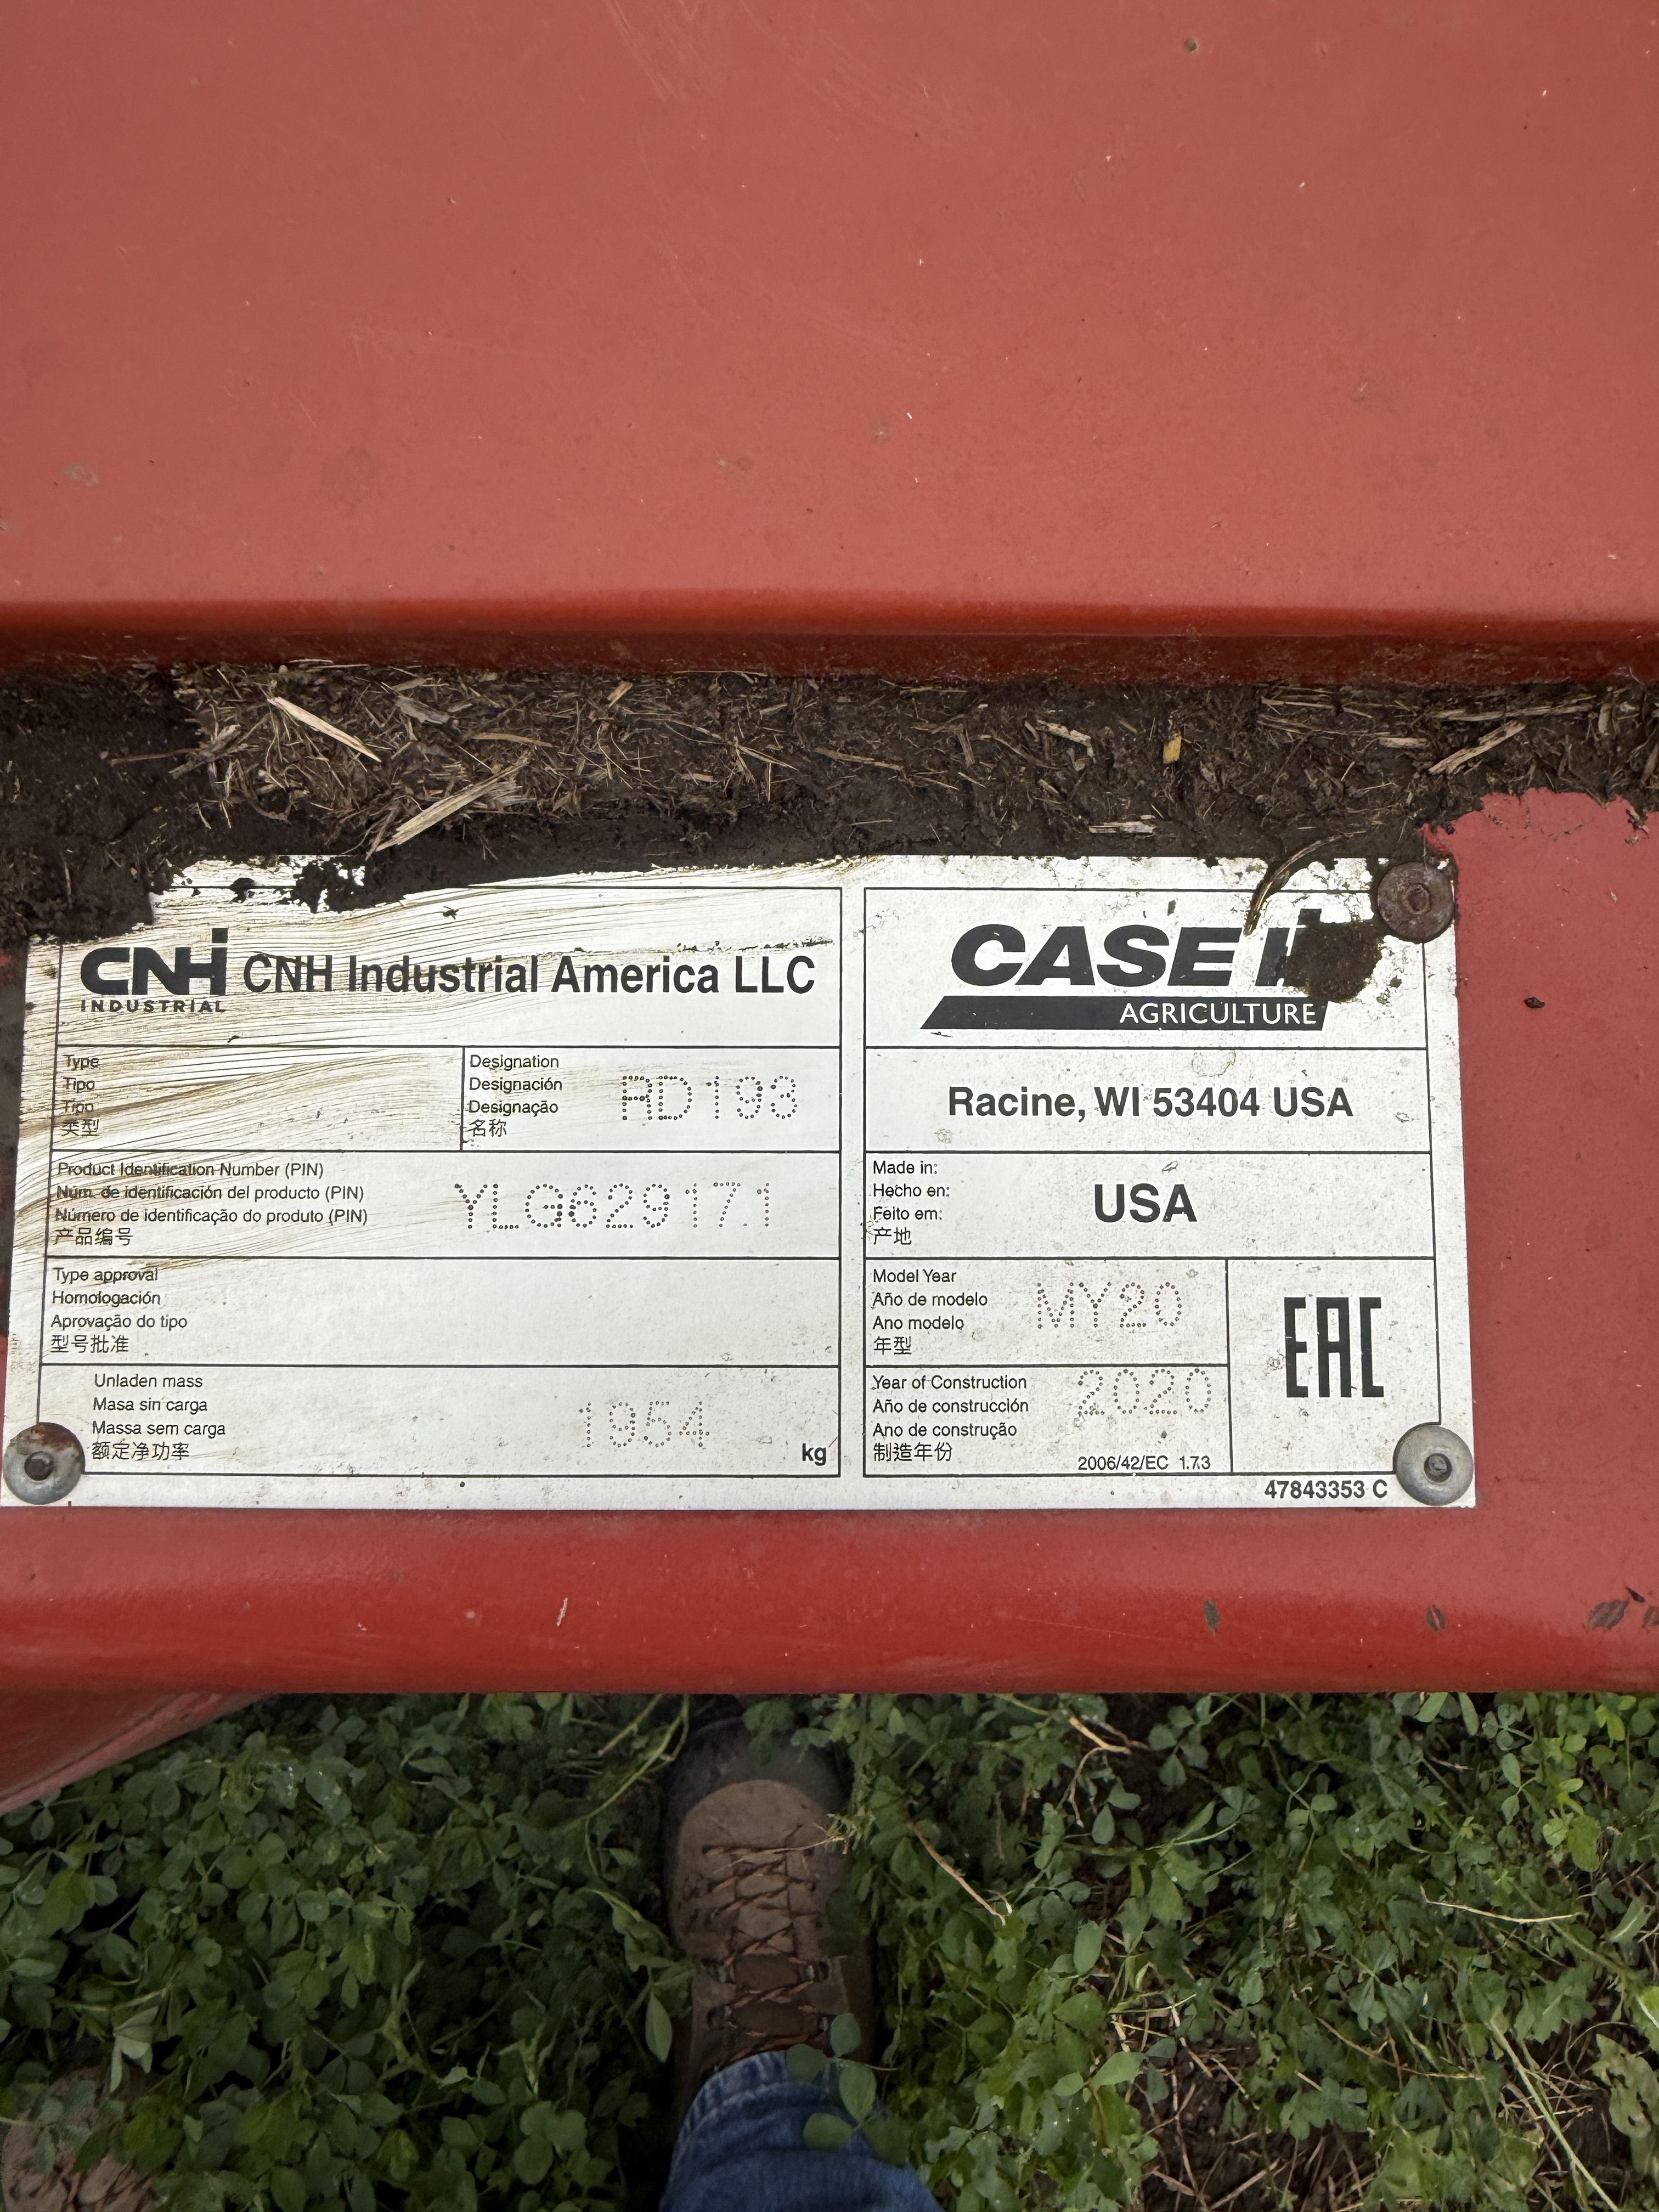 CNH
INDUSTRIAL
CNH Industrial America LLC
Type
Tipo
Tipo
类型
Designation
Designación
Designação
名称
RD193
Product Identification Number (PIN)
Núm. de identificación del producto (PIN)
Número de identificação do produto (PIN)
产品编号
YLG629171
Type approval
Homologación
Aprovação do tipo
型号批准
Unladen mass
Masa sin carga
Massa sem carga
额定净功率
1954
kg
CASE
AGRICULTURE
Racine, WI 53404 USA
Made in:
Hecho en:
Feito em:
产地
USA
Model Year
Año de modelo
Ano modelo
年型
MY20
Year of Construction
Año de construcción
Ano de construção
制造年份
2020
2006/42/EC 1.7.3
EAC
47843353 C